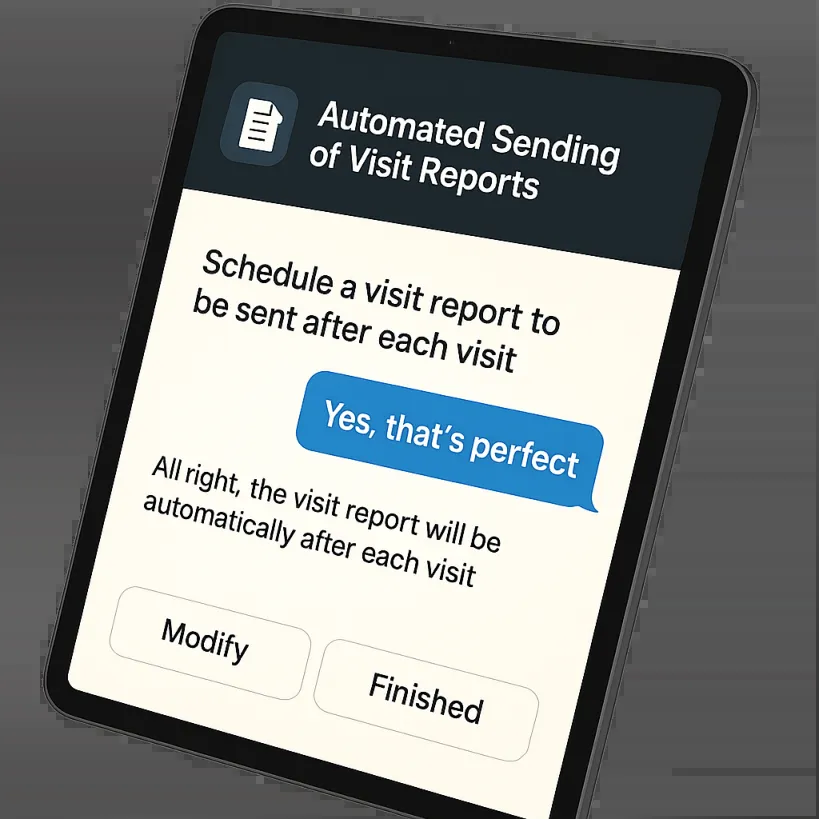 Automated Sending
of Visit Reports
Schedule a visit report to
be sent after each visit
Yes, that's perfect
All right, the visit report will be
automatically after each visit
Modify
Finished